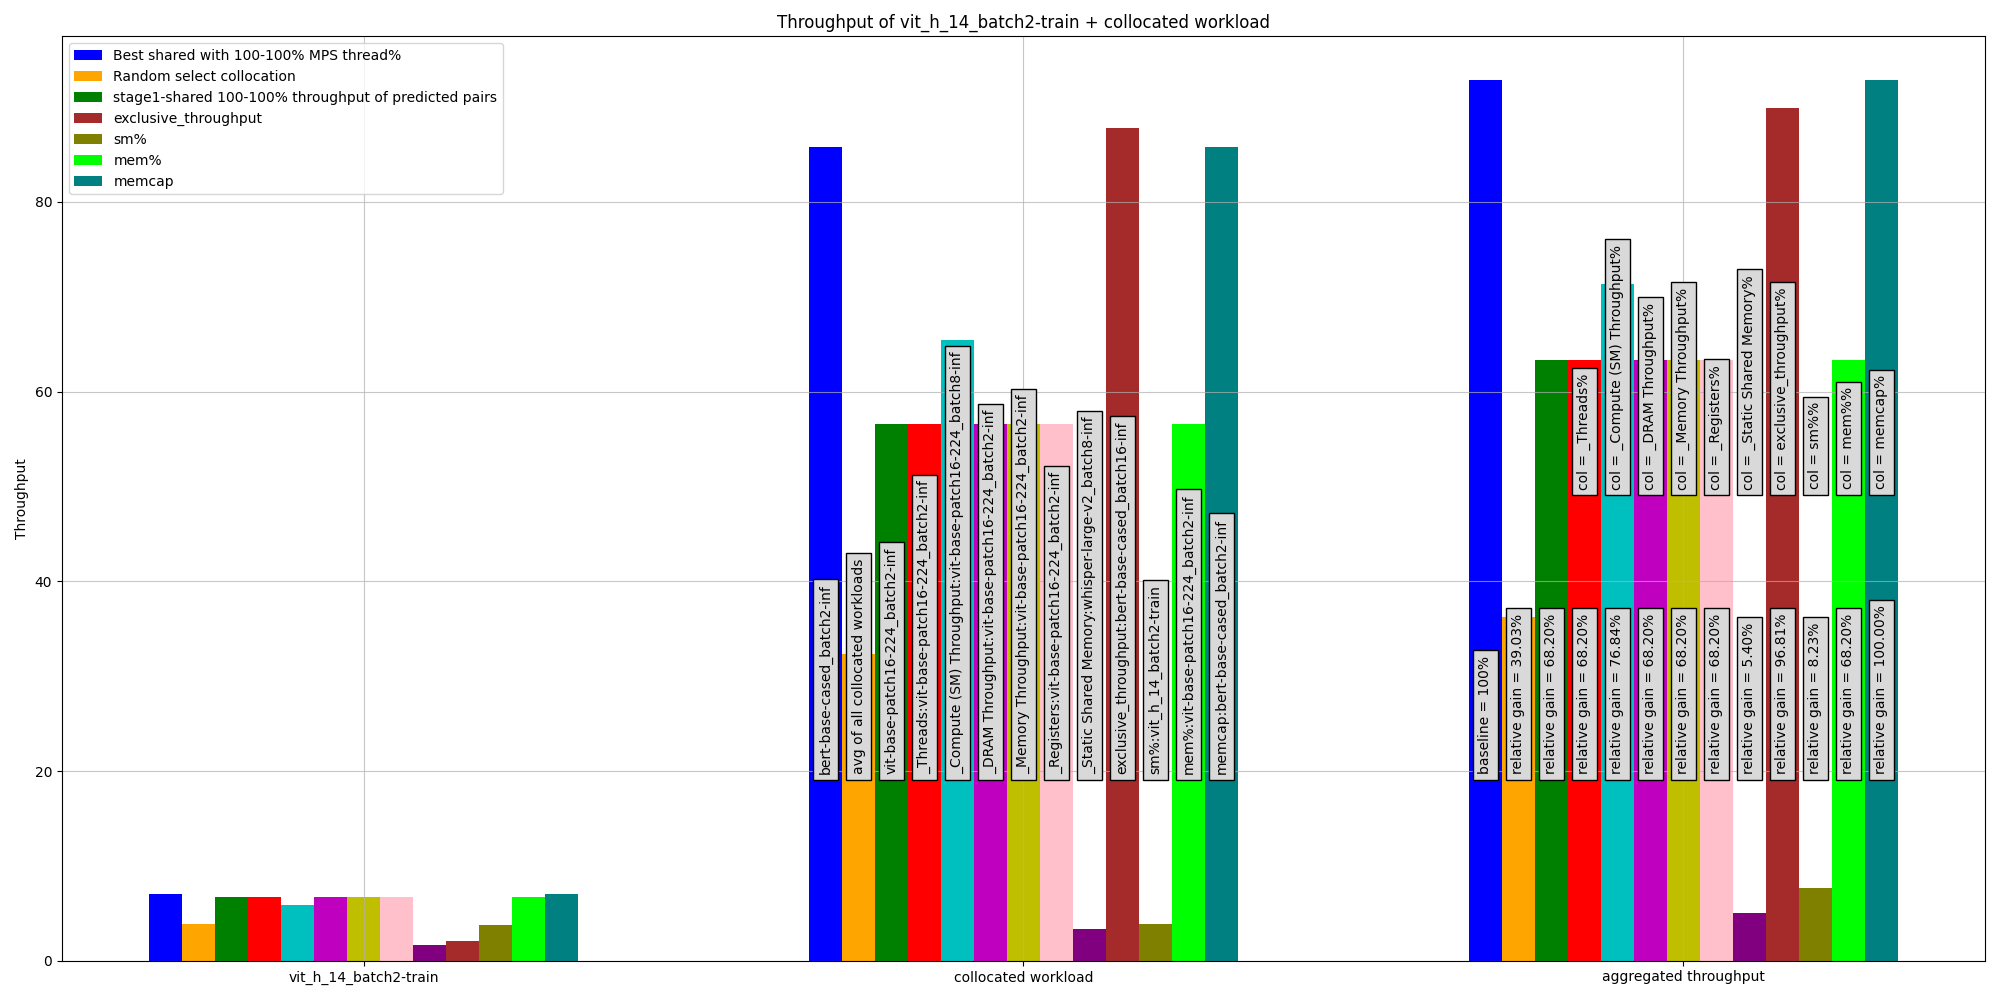 Throughput of vit_h_14_batch2-train + collocated workload
Best shared with 100-100% MPS thread%
Random select collocation
stage1-shared 100-100% throughput of predicted pairs
exclusive_throughput
sm%
mem%
memcap
Throughput
80
60
40
20
0
bert-base-cased_batch2-inf
avg of all collocated workloads
vit-base-patch16-224_batch2-inf
_Threads:vit-base-patch16-224_batch2-inf
_Compute (SM) Throughput:vit-base-patch16-224_batch8-inf
_DRAM Throughput:vit-base-patch16-224_batch2-inf
_Memory Throughput:vit-base-patch16-224_batch2-inf
_Registers:vit-base-patch16-224_batch2-inf
_Static Shared Memory:whisper-large-v2_batch8-inf
exclusive_throughput:bert-base-cased_batch16-inf
sm%:vit_h_14_batch2-train
mem%:vit-base-patch16-224_batch2-inf
memcap:bert-base-cased_batch2-inf
col = _Threads%
col = _Compute (SM) Throughput%
col = _DRAM Throughput%
col = _Memory Throughput%
col = _Registers%
col = _Static Shared Memory%
col = exclusive_throughput%
col = sm%%
col = mem%%
col = memcap%
baseline = 100%
relative gain = 39.03%
relative gain = 68.20%
relative gain = 68.20%
relative gain = 76.84%
relative gain = 68.20%
relative gain = 68.20%
relative gain = 68.20%
relative gain = 5.40%
relative gain = 96.81%
relative gain = 8.23%
relative gain = 68.20%
relative gain = 100.00%
vit_h_14_batch2-train
collocated workload
aggregated throughput